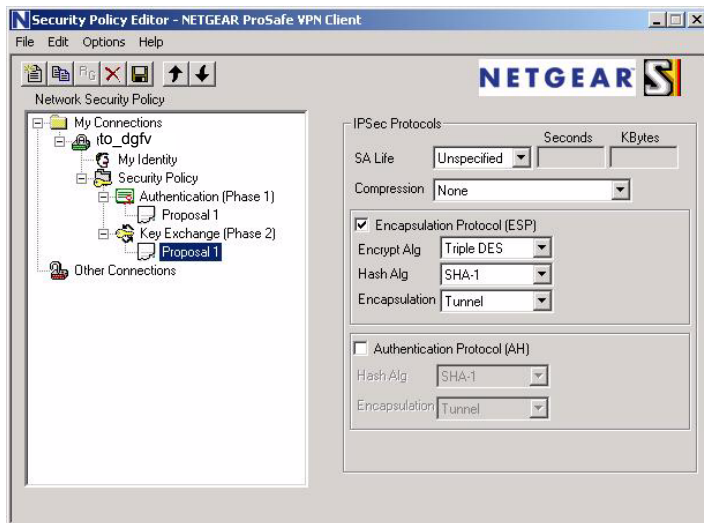 Security Policy Editor - NETGEAR ProSafe VPN Client
File Edit Options Help
NETGEAR
Network Security Policy
My Connections
to_dgfv
My Identity
Security Policy
Authentication (Phase 1)
Proposal 1
Key Exchange (Phase 2)
Proposal 1
Other Connections
IPSec Protocols
Seconds KBytes
SA Life Unspecified
Compression None
Encapsulation Protocol (ESP)
Encrypt Alg Triple DES
Hash Alg SHA-1
Encapsulation Tunnel
Authentication Protocol (AH)
Hash Alg SHA-1
Encapsulation Tunnel